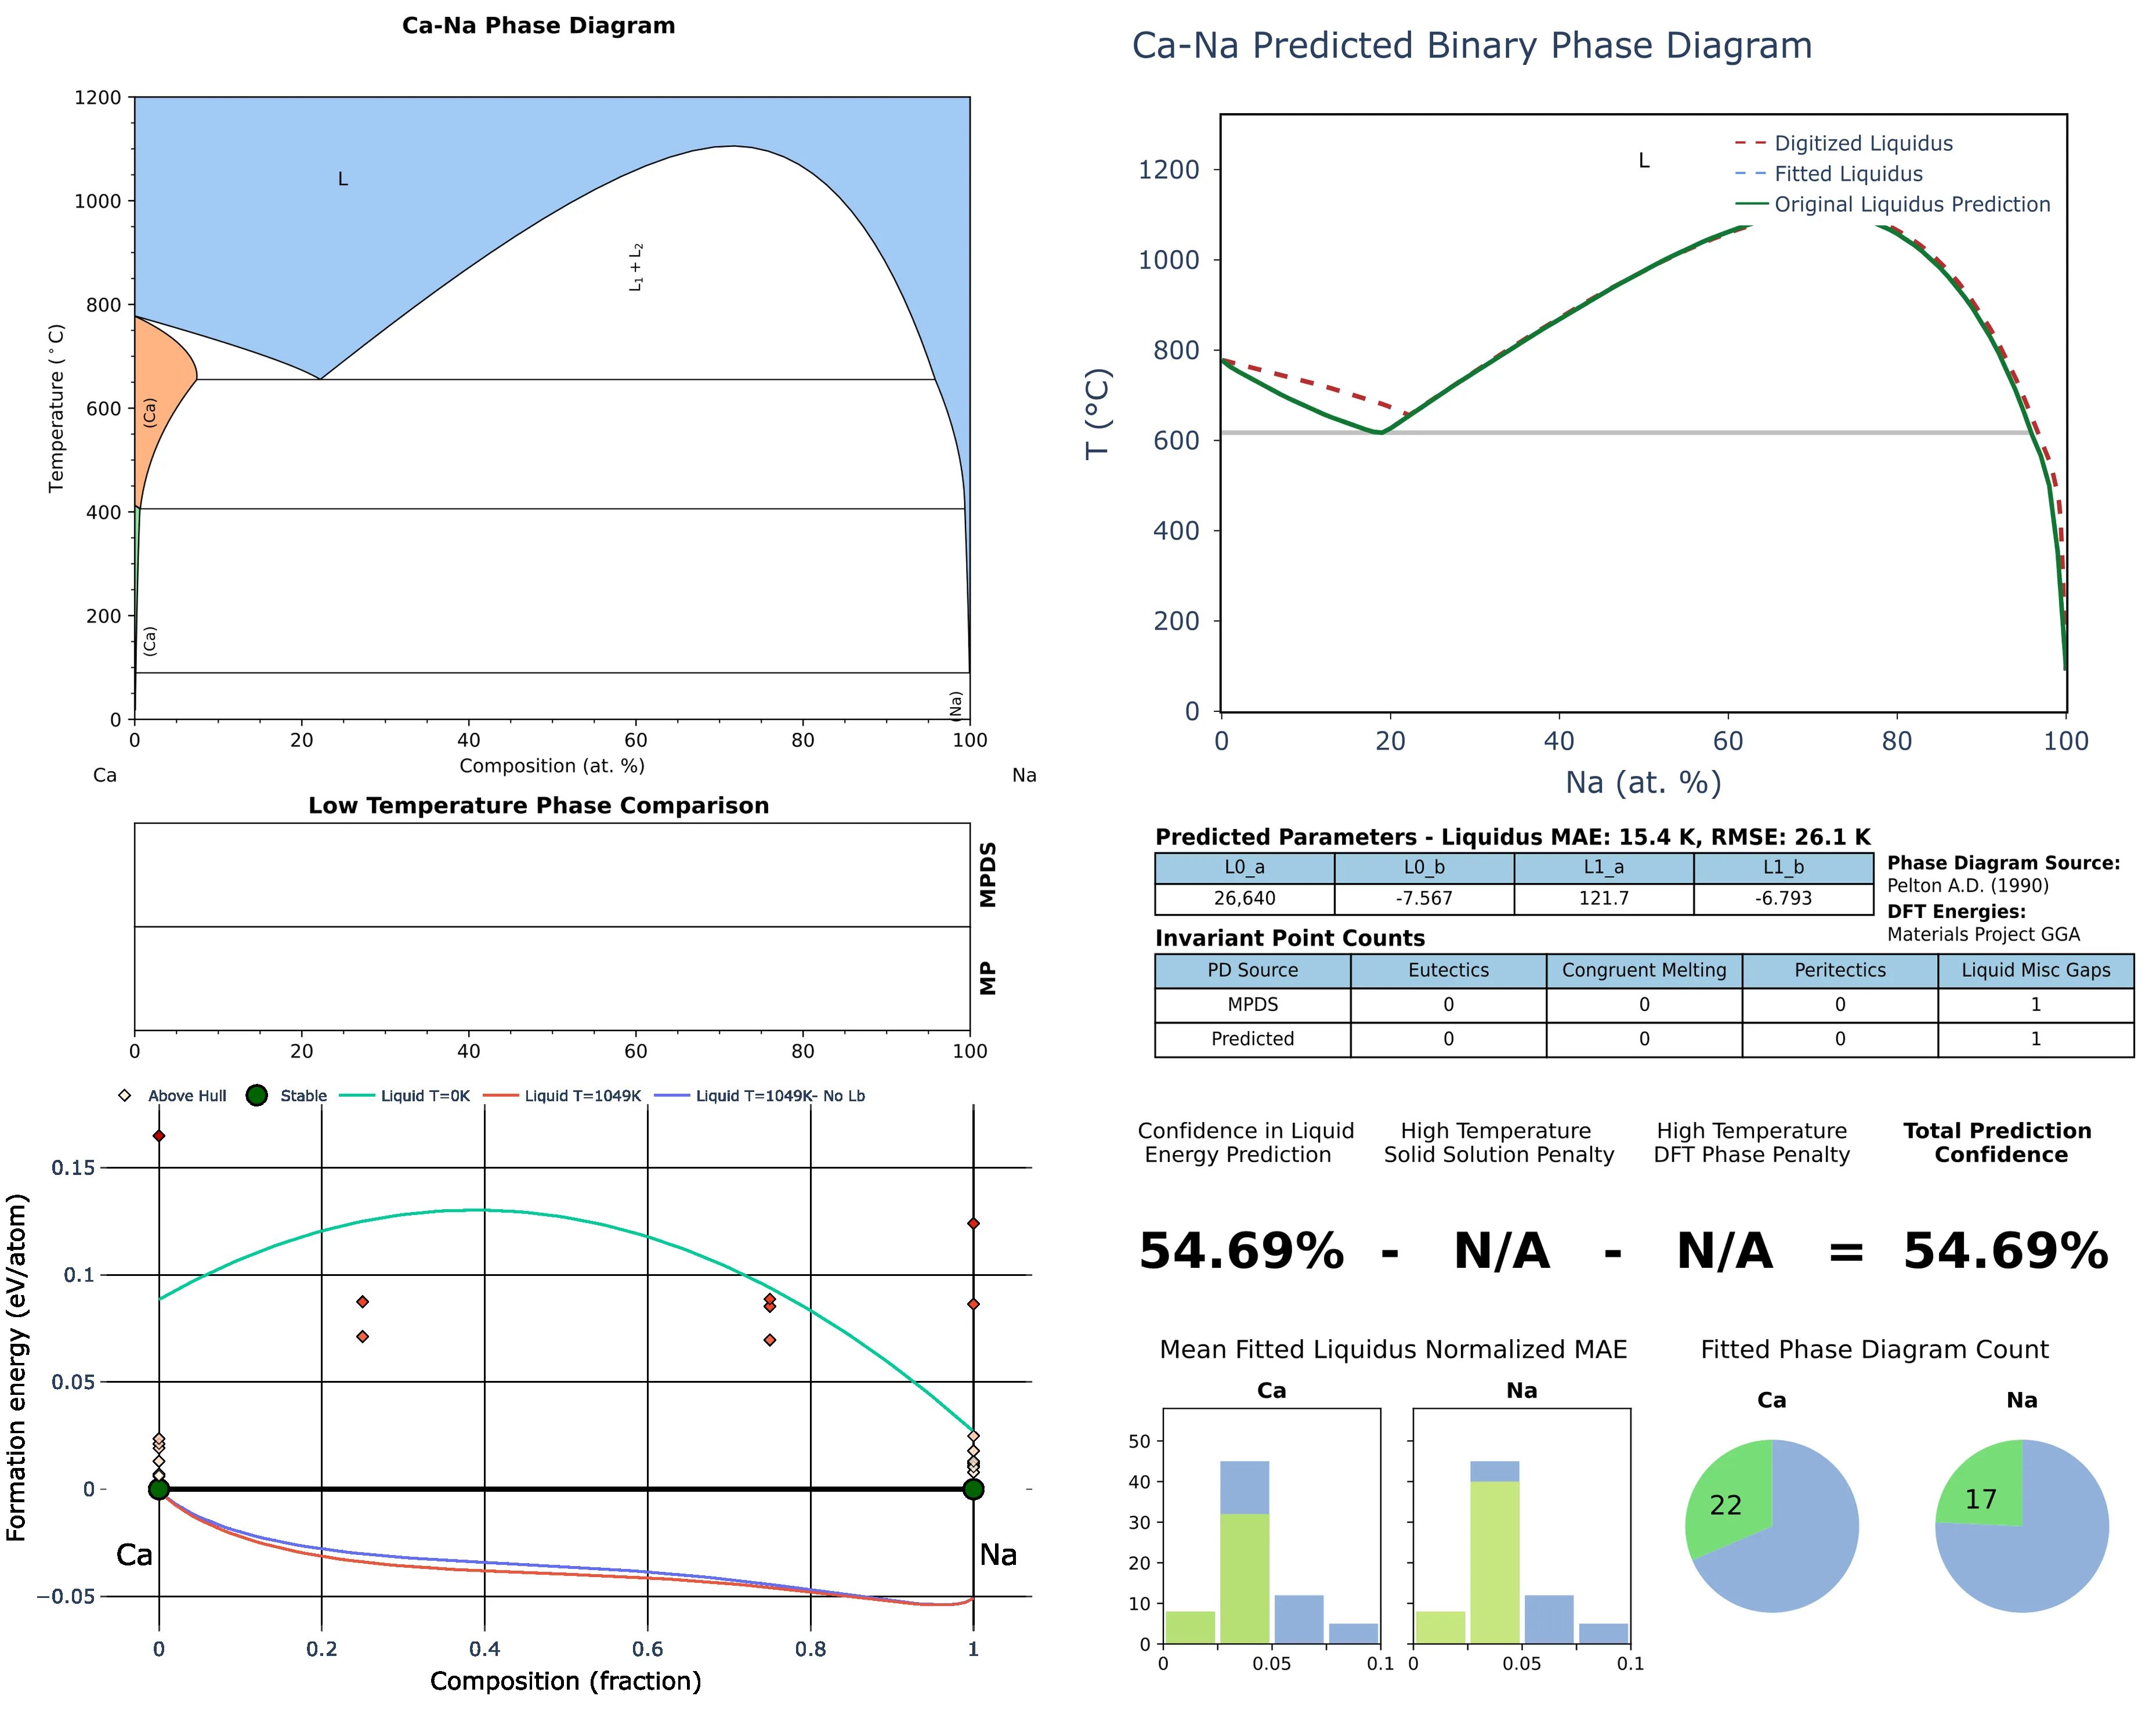 Ca-Na Phase Diagram
1200
1000
800
600
400
200
0
Temperature (°C)
L
L1 + L2
(Ca)
(Ca)
(Na)
0 20 40 60 80 100
Composition (at. %)
Ca Na
Ca-Na Predicted Binary Phase Diagram
Digitized Liquidus
Fitted Liquidus
Original Liquidus Prediction
L
1200
1000
800
600
400
200
0
T (°C)
0 20 40 60 80 100
Na (at. %)
Low Temperature Phase Comparison
MPDS
MP
0 20 40 60 80 100
Predicted Parameters - Liquidus MAE: 15.4 K, RMSE: 26.1 K
L0_a L0_b L1_a L1_b
26,640 -7.567 121.7 -6.793
Phase Diagram Source:
Pelton A.D. (1990)
DFT Energies:
Materials Project GGA
Invariant Point Counts
PD Source Eutectics Congruent Melting Peritectics Liquid Misc Gaps
MPDS 0 0 0 1
Predicted 0 0 0 1
Above Hull Stable Liquid T=0K Liquid T=1049K Liquid T=1049K- No Lb
0.15
0.1
0.05
0
−0.05
Formation energy (eV/atom)
Ca Na
0 0.2 0.4 0.6 0.8 1
Composition (fraction)
Confidence in Liquid
Energy Prediction
High Temperature
Solid Solution Penalty
High Temperature
DFT Phase Penalty
Total Prediction
Confidence
54.69% - N/A - N/A = 54.69%
Mean Fitted Liquidus Normalized MAE
Ca Na
50
40
30
20
10
0
0 0.05 0.1 0 0.05 0.1
Fitted Phase Diagram Count
Ca Na
22 17